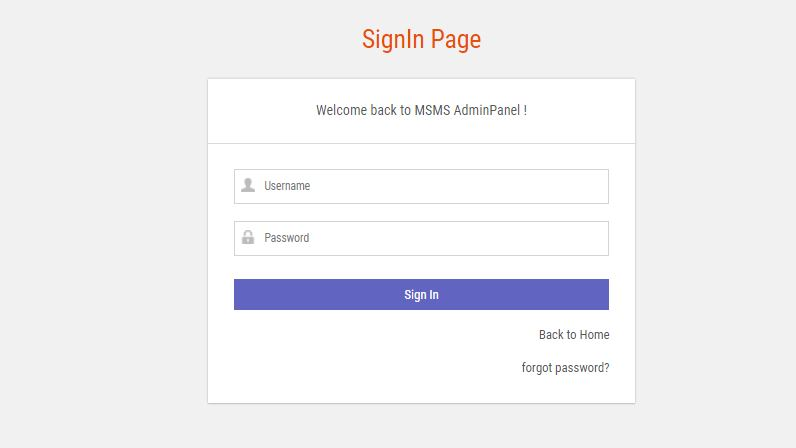 SignIn Page
Welcome back to MSMS AdminPanel !
Username
Password
Sign In
Back to Home
forgot password?